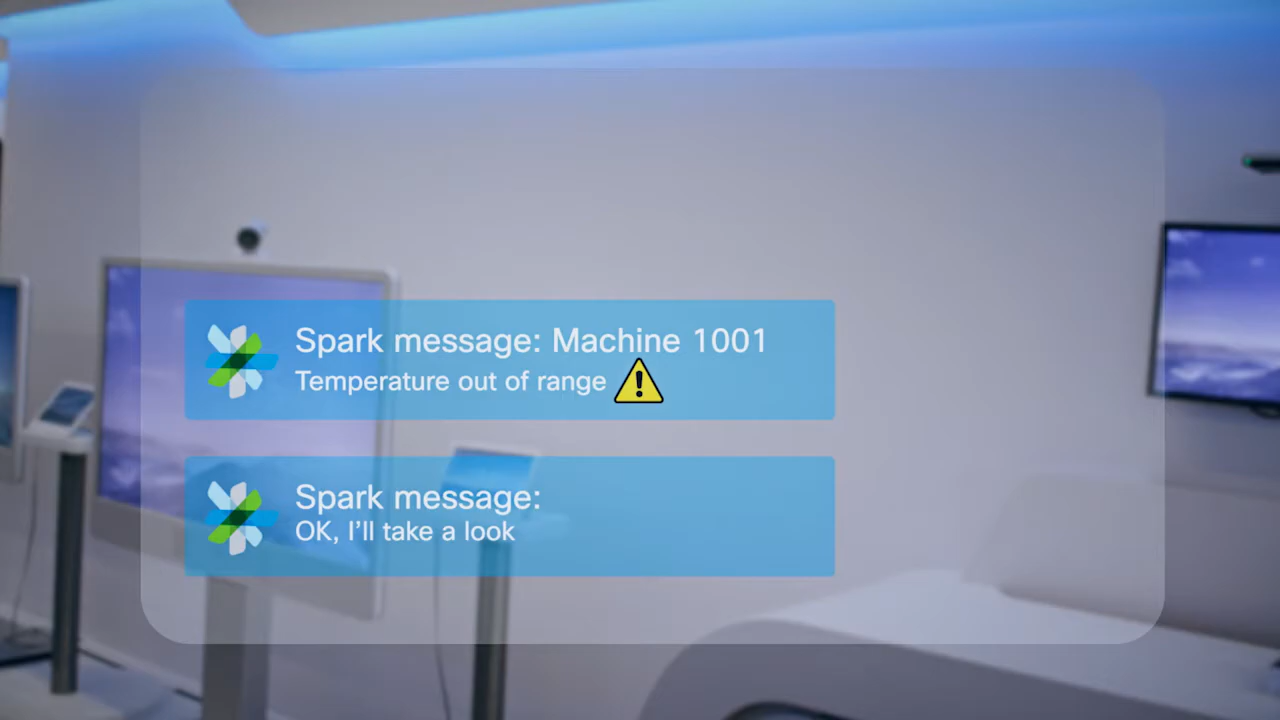 Spark message: Machine 1001
Temperature out of range
Spark message:
OK, I’ll take a look